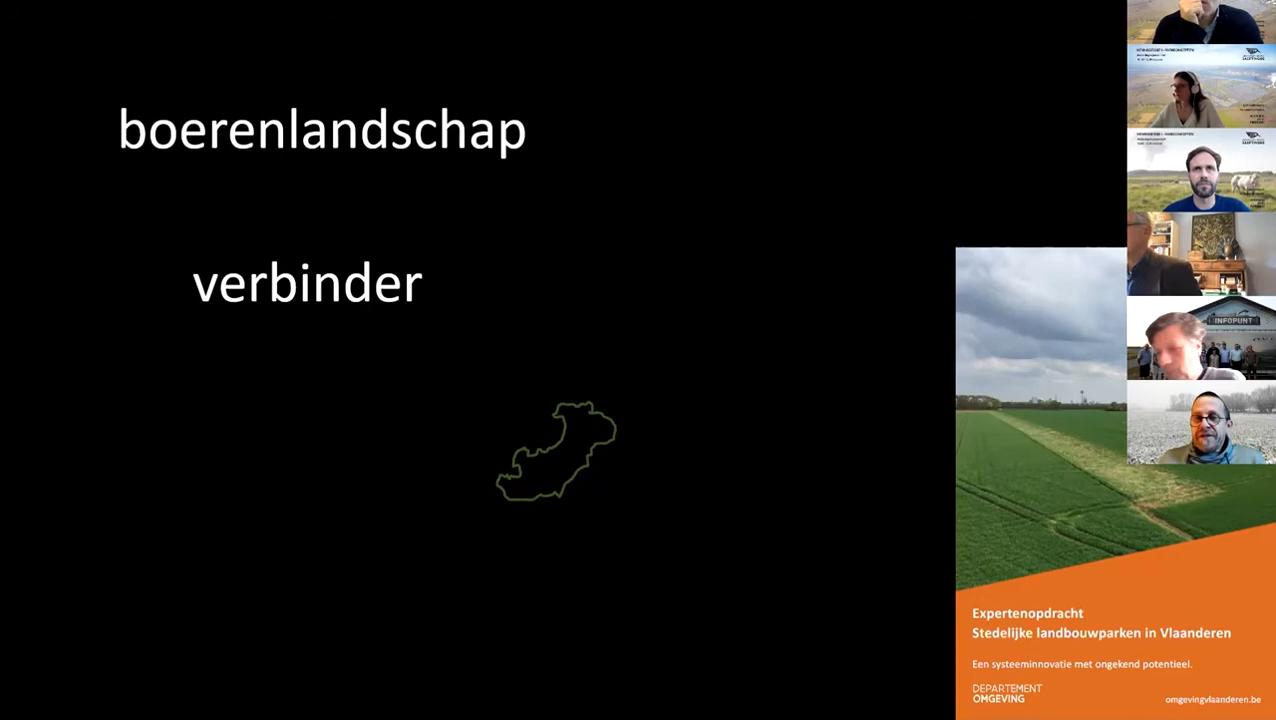 boerenlandschap
verbinder
INFOPUNT
Expertenopdracht
Stedelijke landbouwparken in Vlaanderen
Een systeeminnovatie met ongekend potentieel.
DEPARTEMENT
OMGEVING
omgevingvlaanderen.be